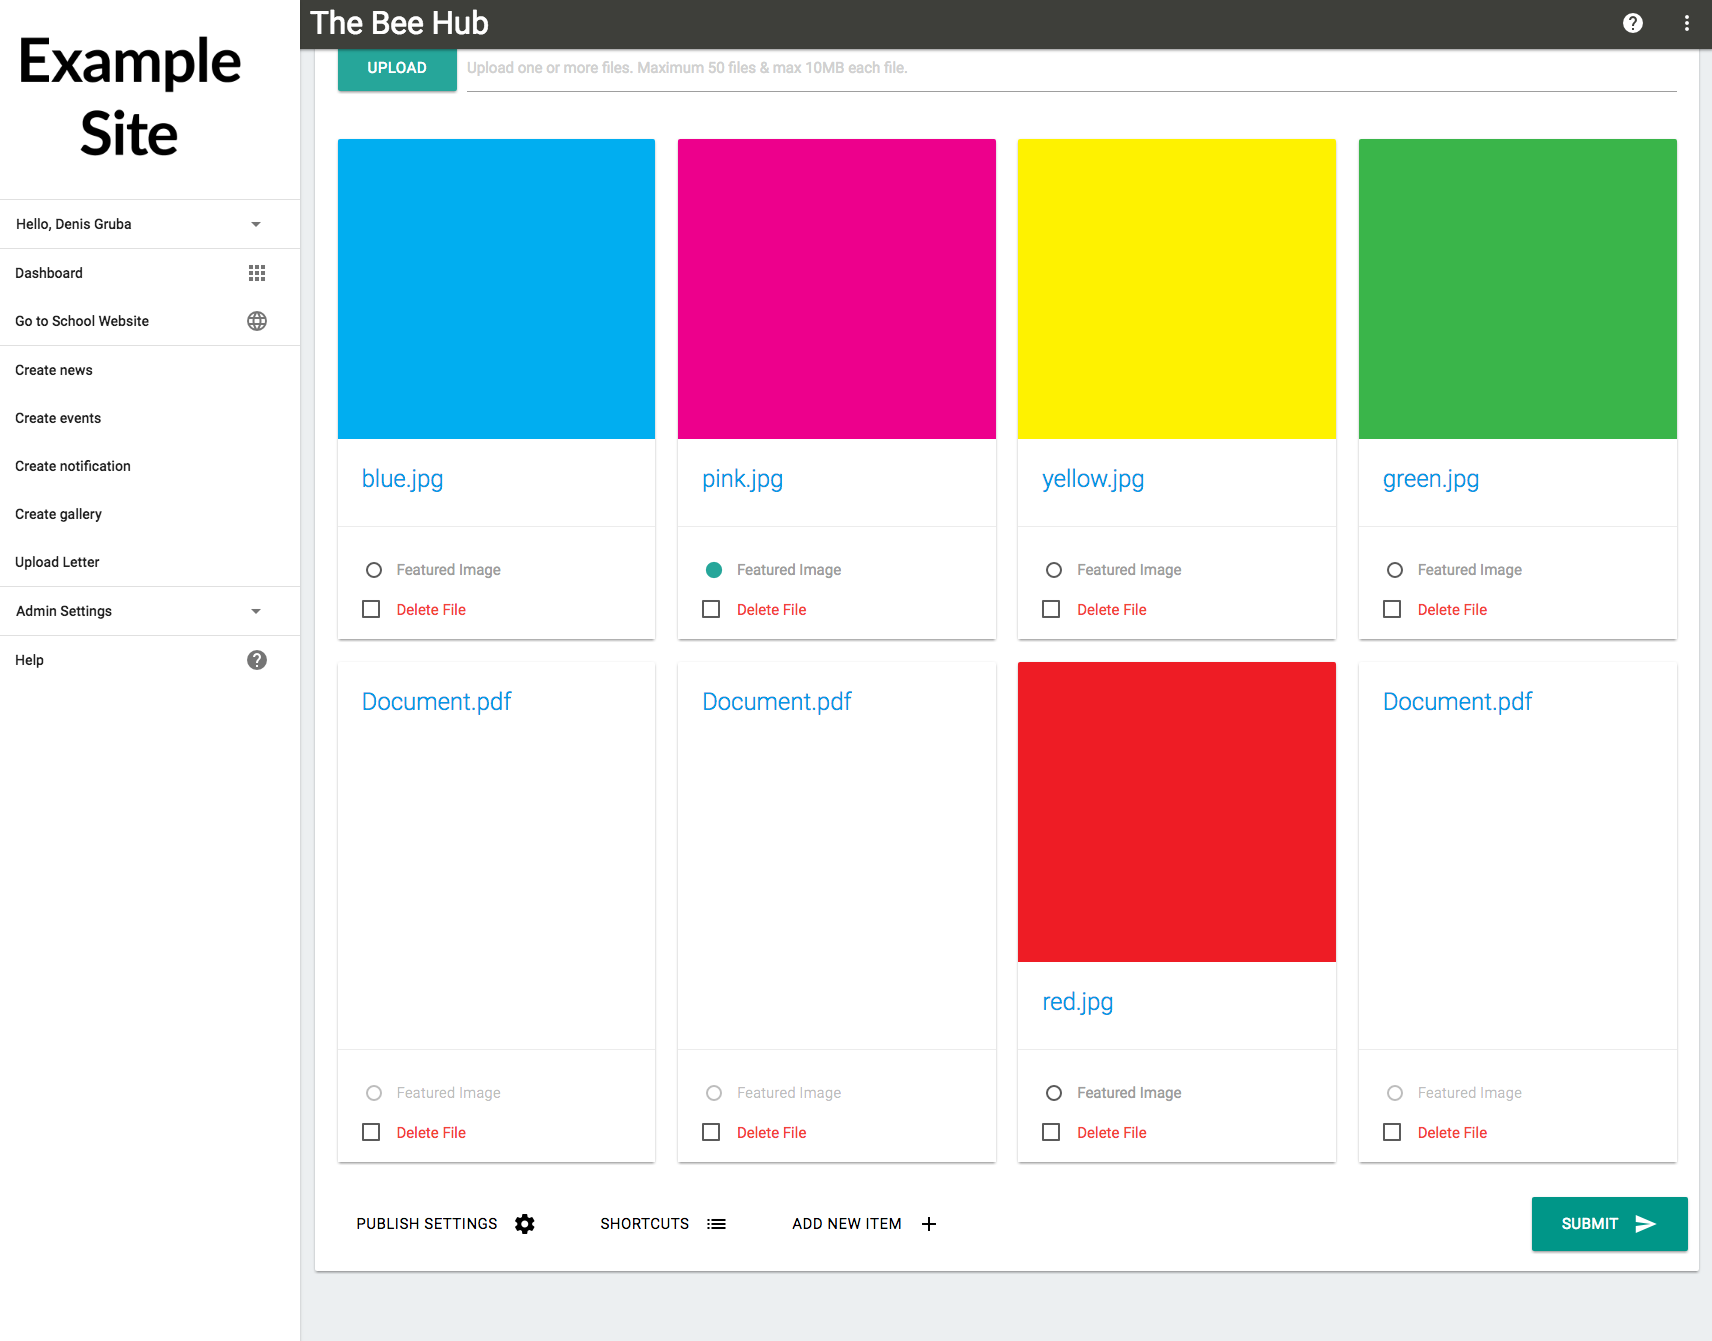 Example
Site
The Bee Hub
UPLOAD
Upload one or more files. Maximum 50 files & max 10MB each file.
Hello, Denis Gruba
Dashboard
Go to School Website
Create news
Create events
Create notification
Create gallery
Upload Letter
Admin Settings
Help
blue.jpg
pink.jpg
yellow.jpg
green.jpg
Featured Image
Featured Image
Featured Image
Featured Image
Delete File
Delete File
Delete File
Delete File
Document.pdf
Document.pdf
Document.pdf
red.jpg
Featured Image
Featured Image
Featured Image
Featured Image
Delete File
Delete File
Delete File
Delete File
PUBLISH SETTINGS
SHORTCUTS
ADD NEW ITEM
SUBMIT